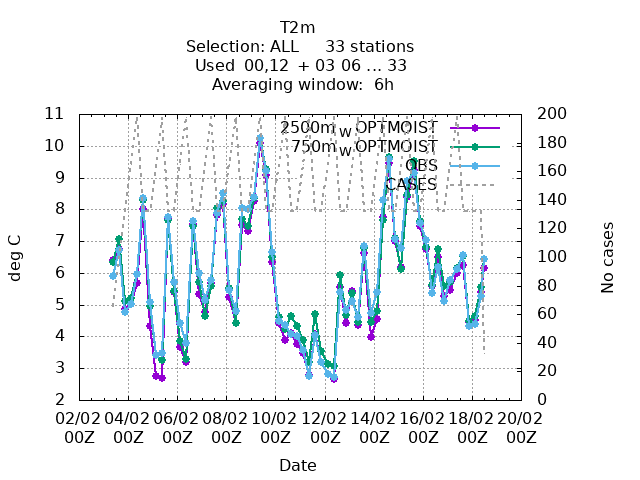 T2m
Selection: ALL 33 stations
Used 00,12 + 03 06 ... 33
Averaging window: 6h
2500m_W OPTMOIST
750m_W OPTMOIST
OBS
CASES
deg C
No cases
11
10
9
8
7
6
5
4
3
2
200
180
160
140
120
100
80
60
40
20
0
02/02 04/02 06/02 08/02 10/02 12/02 14/02 16/02 18/02 20/02
00Z 00Z 00Z 00Z 00Z 00Z 00Z 00Z 00Z 00Z
Date